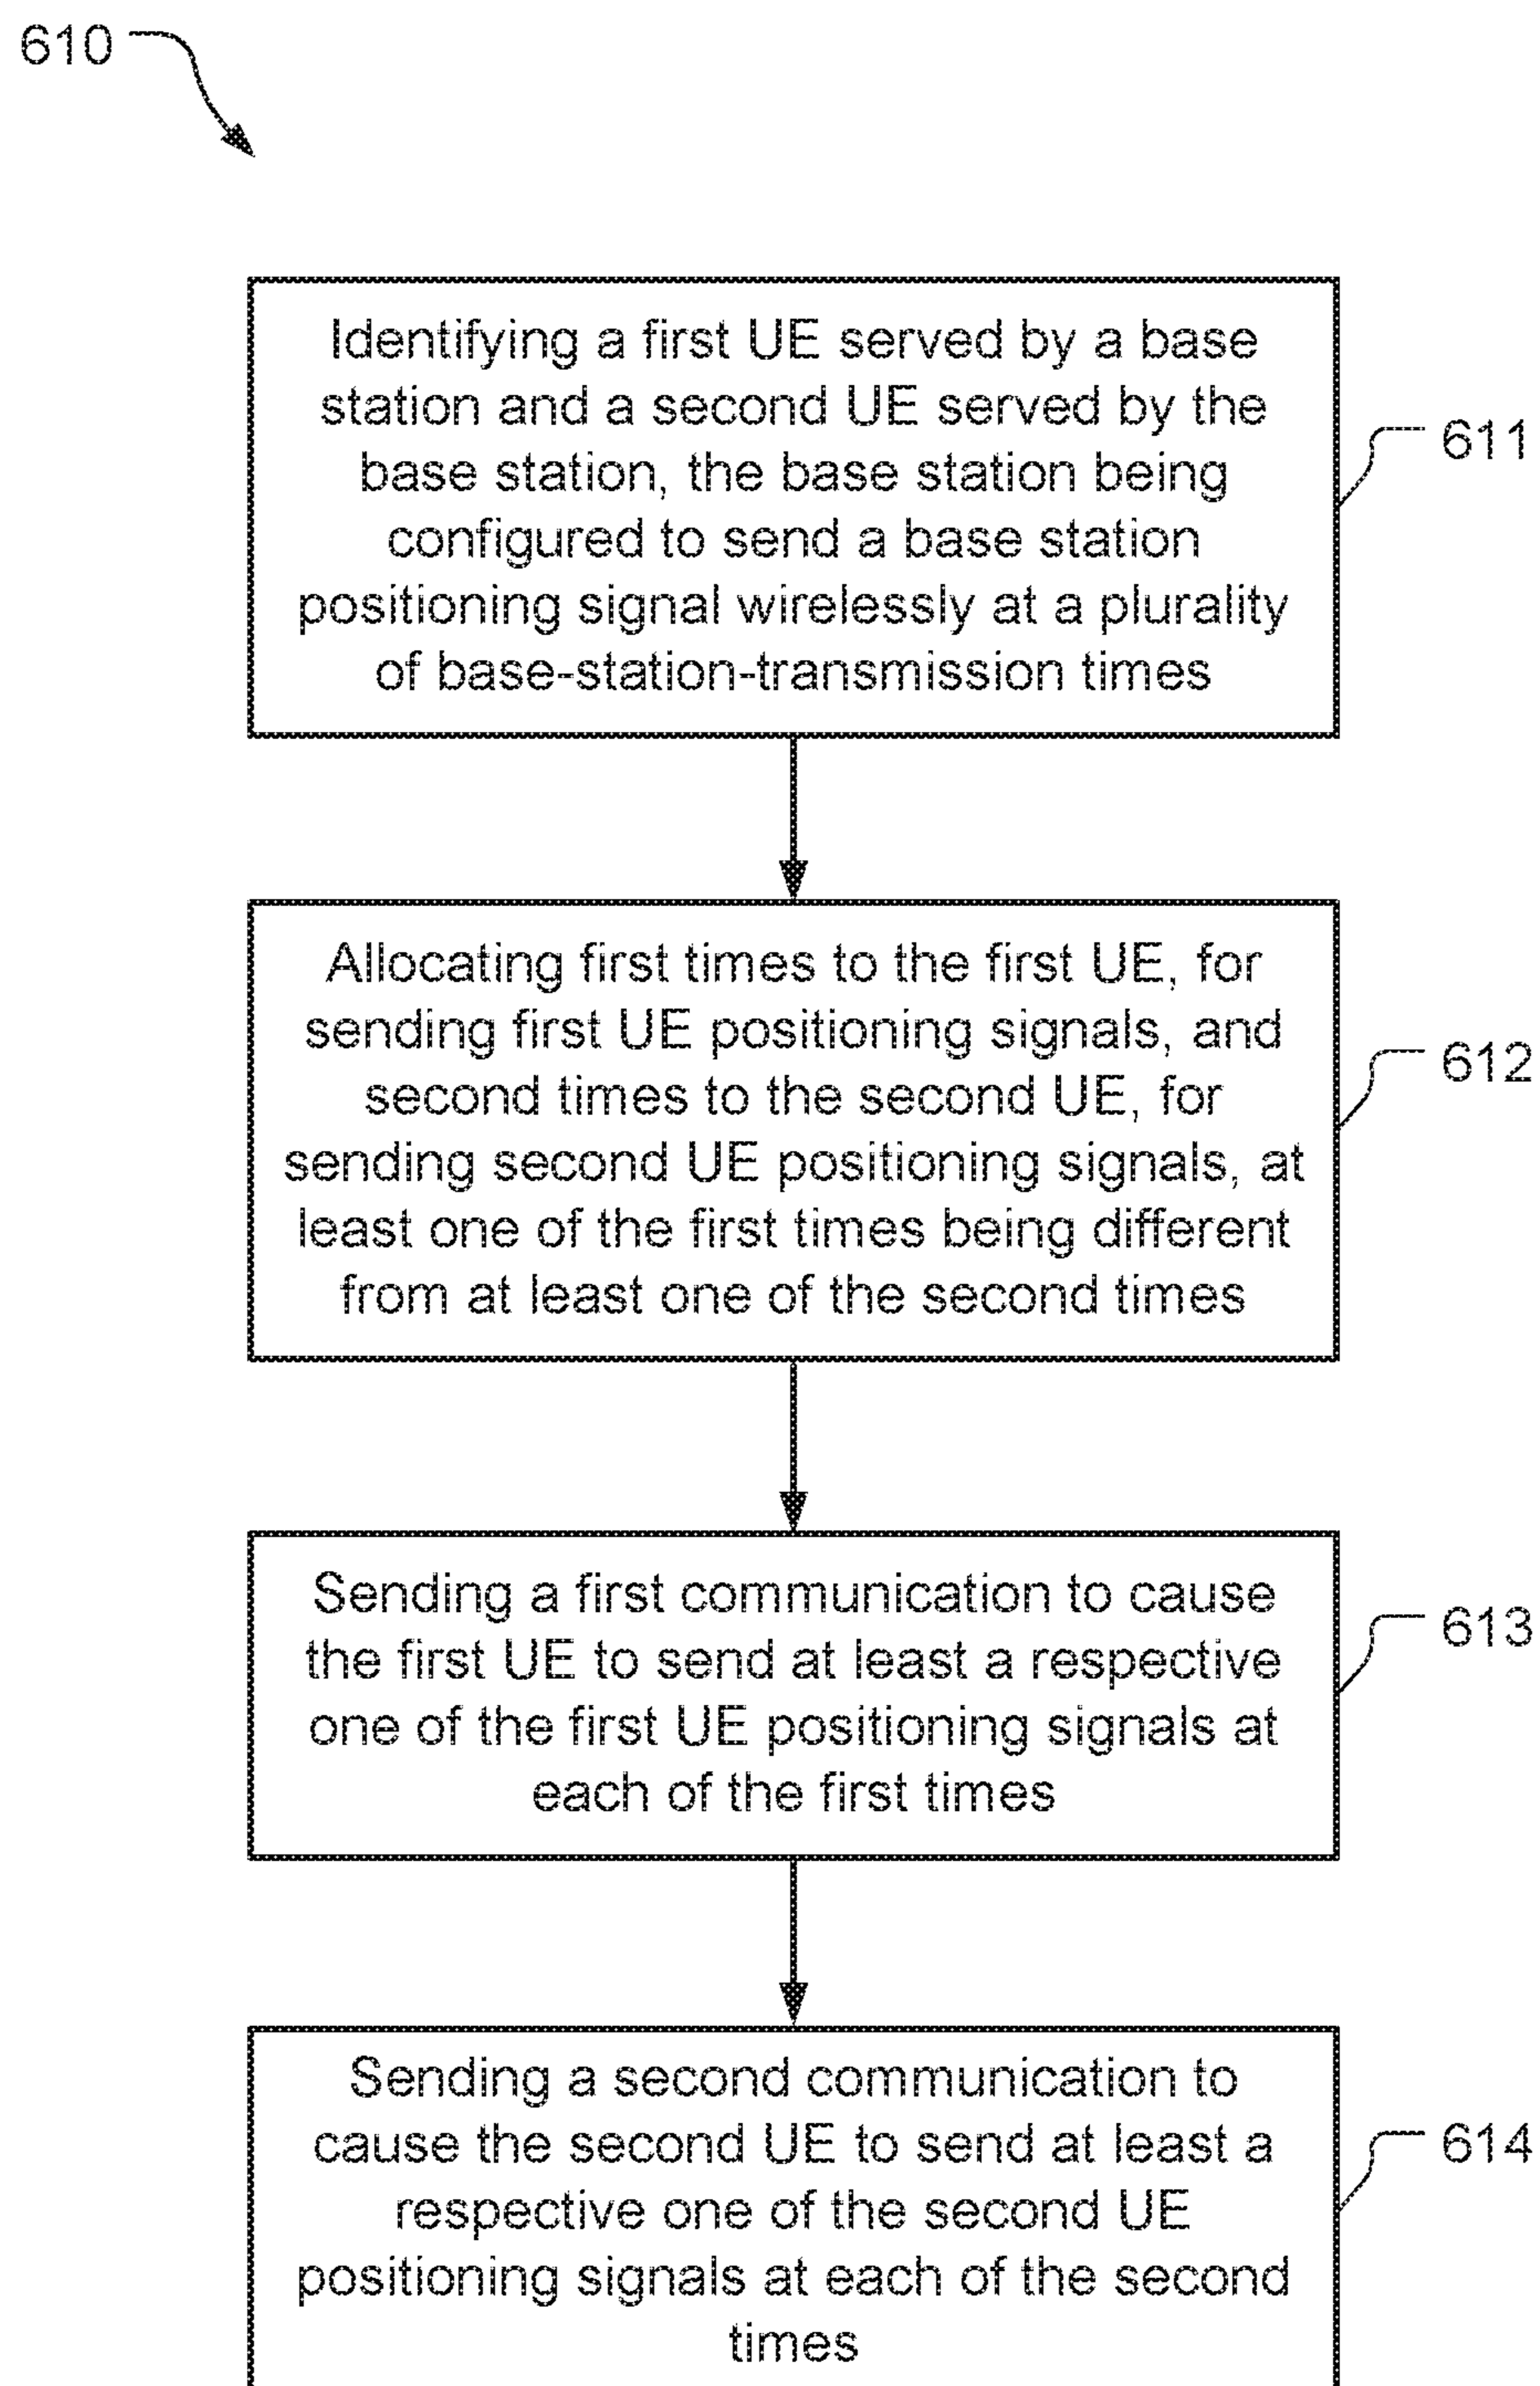 610
Identifying a first UE served by a base
station and a second UE served by the
base station, the base station being
configured to send a base station
positioning signal wirelessly at a plurality
of base-station-transmission times
611
Allocating first times to the first UE, for
sending first UE positioning signals, and
second times to the second UE, for
sending second UE positioning signals, at
least one of the first times being different
from at least one of the second times
612
Sending a first communication to cause
the first UE to send at least a respective
one of the first UE positioning signals at
each of the first times
613
Sending a second communication to
cause the second UE to send at least a
respective one of the second UE
positioning signals at each of the second
times
614